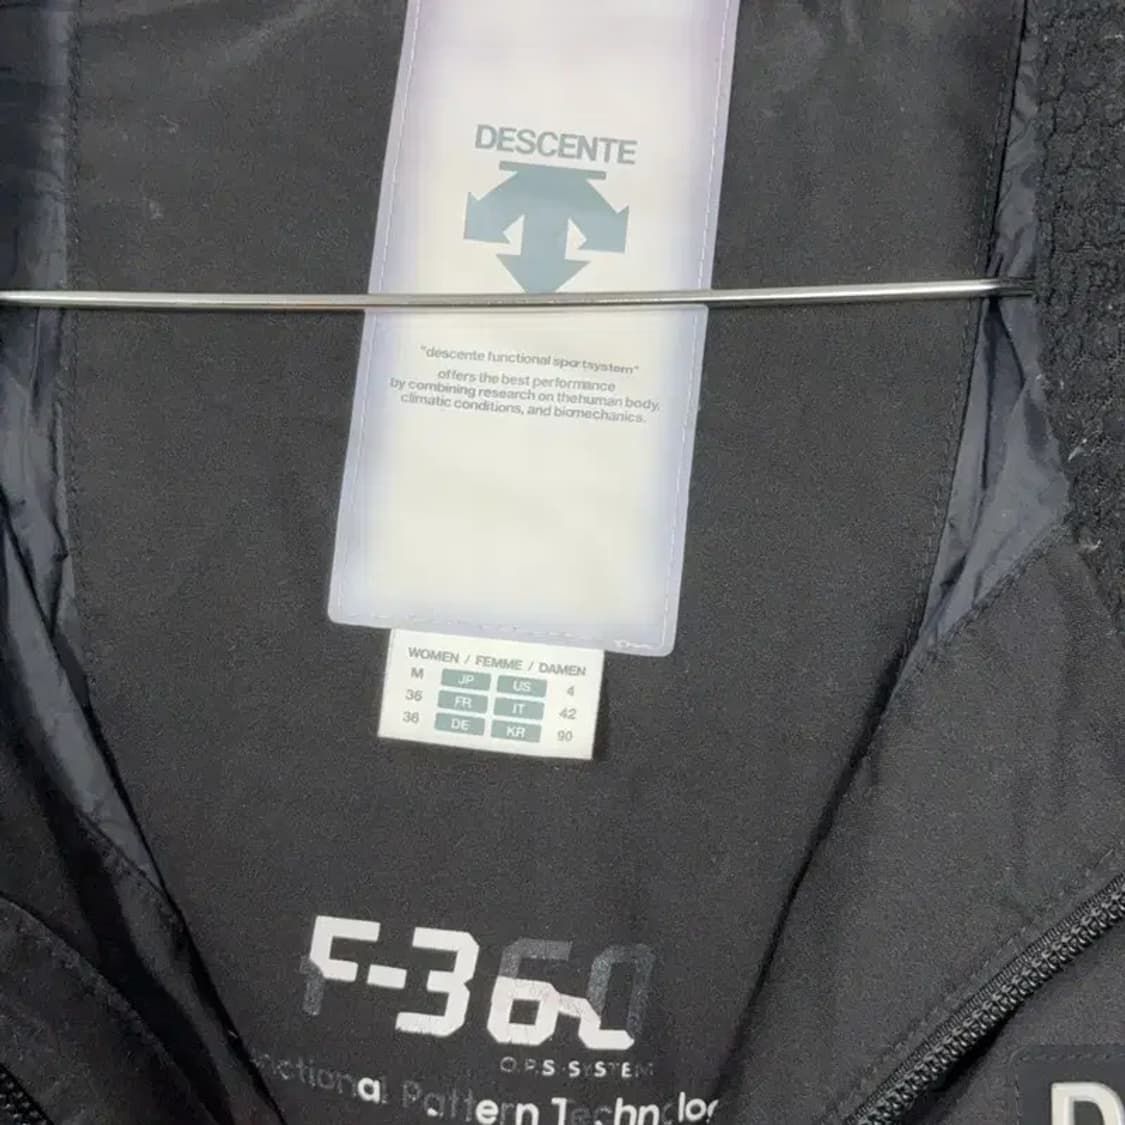 DESCENTE
"descente functional sportsystem"
offers the best performance
by combining research on thehuman body,
climatic conditions, and biomechanics.
WOMEN / FEMME / DAMEN
M JP US 4
36 FR IT 42
36 DE KR 90
F-360
O.P.S SYSTEM
Pattern
D